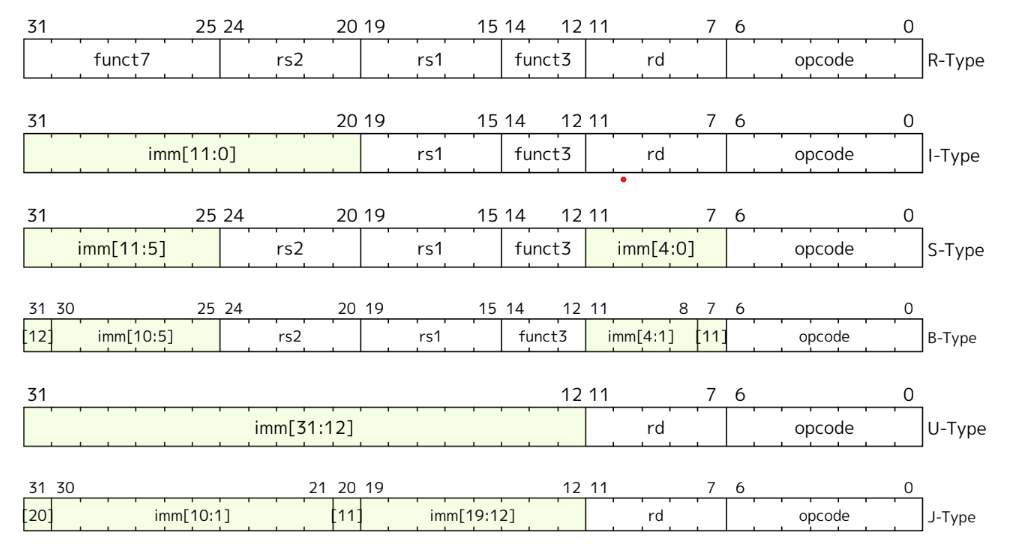 31 25 24 20 19 15 14 12 11 7 6 0
funct7 rs2 rs1 funct3 rd opcode R-Type
31 20 19 15 14 12 11 7 6 0
imm[11:0] rs1 funct3 rd opcode I-Type
31 25 24 20 19 15 14 12 11 7 6 0
imm[11:5] rs2 rs1 funct3 imm[4:0] opcode S-Type
31 30 25 24 20 19 15 14 12 11 8 7 6 0
[12] imm[10:5] rs2 rs1 funct3 imm[4:1] [11] opcode B-Type
31 12 11 7 6 0
imm[31:12] rd opcode U-Type
31 30 21 20 19 12 11 7 6 0
[20] imm[10:1] [11] imm[19:12] rd opcode J-Type